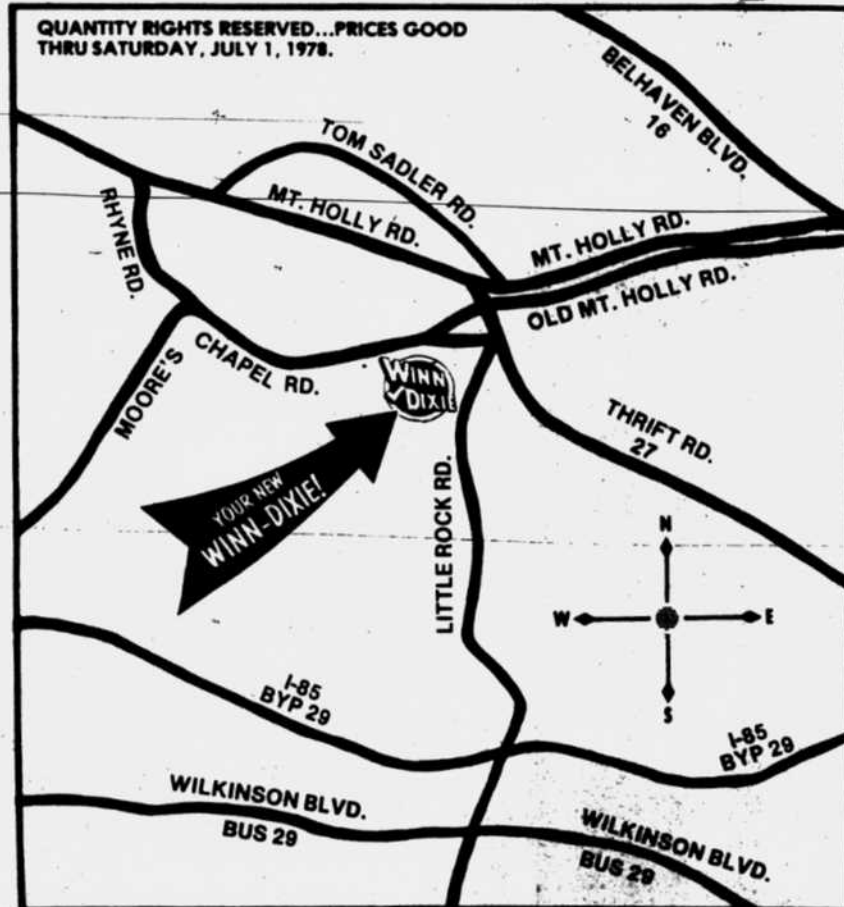 QUANTITY RIGHTS RESERVED...PRICES GOOD
THRU SATURDAY, JULY 1, 1978.
BELHAVEN BLVD.
16
TOM SADLER RD.
MT. HOLLY RD.
MT. HOLLY RD.
OLD MT. HOLLY RD.
RHYNE RD.
MOORE'S
CHAPEL RD.
WINN
DIXIE
THRIFT RD.
27
YOUR NEW
WINN-DIXIE!
LITTLE ROCK RD.
N
W
E
S
I-85
BYP 29
I-85
BYP 29
WILKINSON BLVD.
BUS 29
WILKINSON BLVD.
BUS 29